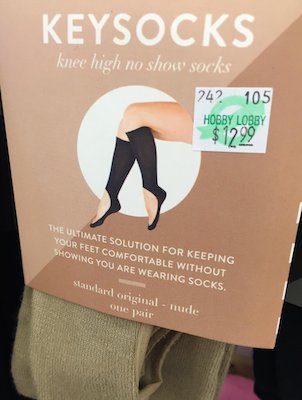 KEYSOCKS
knee high no show socks
242 105
HOBBY LOBBY
$12.99
THE ULTIMATE SOLUTION FOR KEEPING
YOUR FEET COMFORTABLE WITHOUT
SHOWING YOU ARE WEARING SOCKS.
standard original - nude
one pair